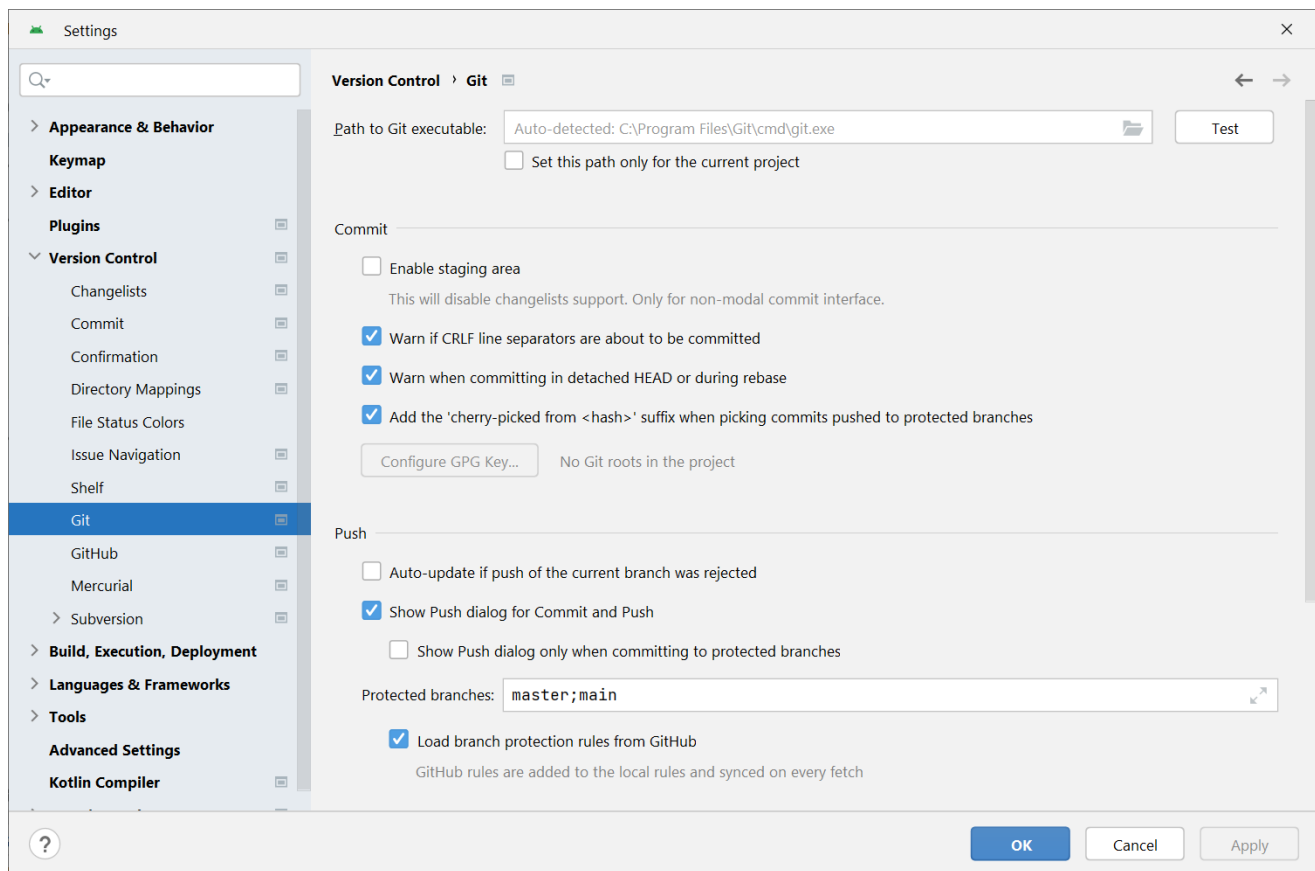 Settings
Version Control › Git
Appearance & Behavior
Keymap
Editor
Plugins
Version Control
Changelists
Commit
Confirmation
Directory Mappings
File Status Colors
Issue Navigation
Shelf
Git
GitHub
Mercurial
Subversion
Build, Execution, Deployment
Languages & Frameworks
Tools
Advanced Settings
Kotlin Compiler
Path to Git executable: Auto-detected: C:\Program Files\Git\cmd\git.exe Test
Set this path only for the current project
Commit
Enable staging area
This will disable changelists support. Only for non-modal commit interface.
Warn if CRLF line separators are about to be committed
Warn when committing in detached HEAD or during rebase
Add the 'cherry-picked from <hash>' suffix when picking commits pushed to protected branches
Configure GPG Key... No Git roots in the project
Push
Auto-update if push of the current branch was rejected
Show Push dialog for Commit and Push
Show Push dialog only when committing to protected branches
Protected branches: master;main
Load branch protection rules from GitHub
GitHub rules are added to the local rules and synced on every fetch
? OK Cancel Apply